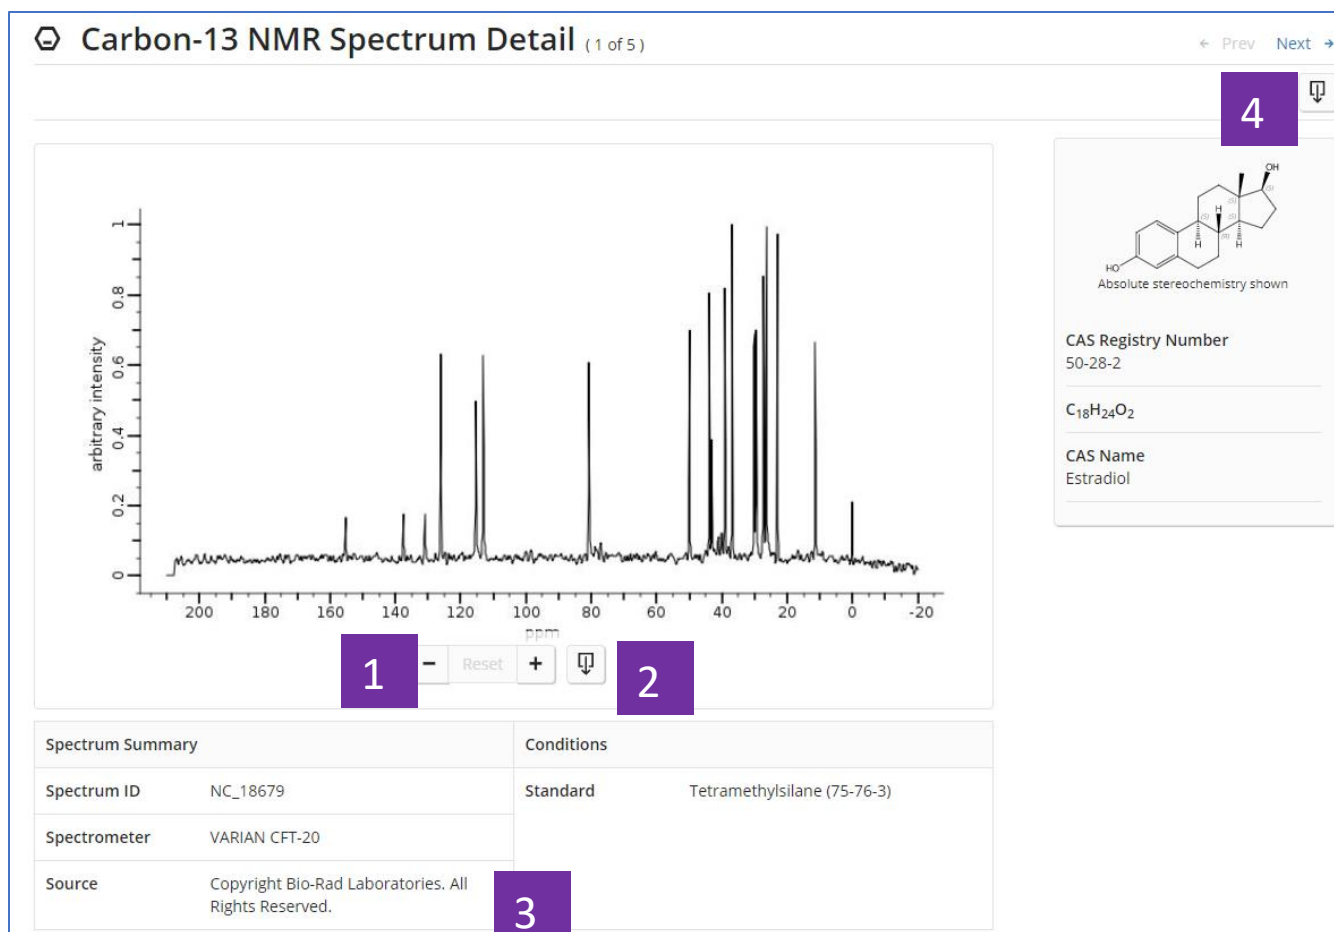 Carbon-13 NMR Spectrum Detail ( 1 of 5 )
← Prev Next →
4
OH
(S)
(S)
H
(S) (S)
H (R) H
HO
Absolute stereochemistry shown
CAS Registry Number
50-28-2
C₁₈H₂₄O₂
CAS Name
Estradiol
arbitrary intensity
1
0.8
0.6
0.4
0.2
0
200 180 160 140 120 100 80 60 40 20 0 -20
ppm
1 − Reset + 2
Spectrum Summary
Spectrum ID NC_18679
Spectrometer VARIAN CFT-20
Source Copyright Bio-Rad Laboratories. All
Rights Reserved.
3
Conditions
Standard Tetramethylsilane (75-76-3)